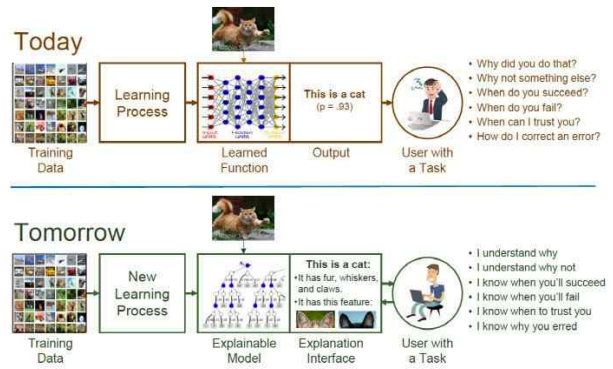 Today
Learning
Process
This is a cat
(p = .93)
Training
Data
Learned
Function
Output
User with
a Task
• Why did you do that?
• Why not something else?
• When do you succeed?
• When do you fail?
• When can I trust you?
• How do I correct an error?
Tomorrow
New
Learning
Process
This is a cat:
•It has fur, whiskers,
and claws.
•It has this feature:
Training
Data
Explainable
Model
Explanation
Interface
User with
a Task
• I understand why
• I understand why not
• I know when you'll succeed
• I know when you'll fail
• I know when to trust you
• I know why you erred